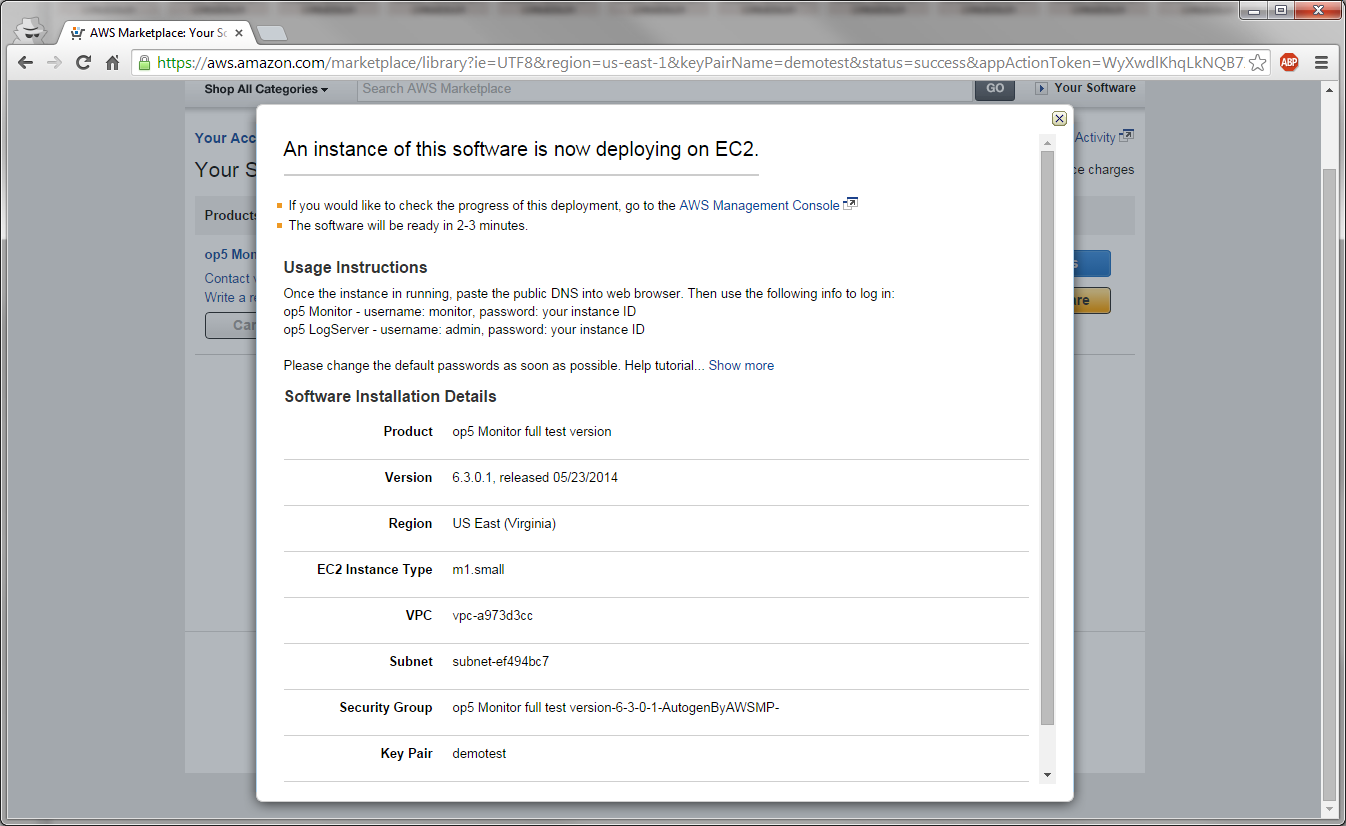 AWS Marketplace: Your So
https://aws.amazon.com/marketplace/library?ie=UTF8&region=us-east-1&keyPairName=demotest&status=success&appActionToken=WyXwdlKhqLkNQB7
ABP
Shop All Categories
Search AWS Marketplace
GO
Your Software
Your Acc
Activity
Your S
ce charges
Products
op5 Mon
Contact
Write a re
Can
s
re
An instance of this software is now deploying on EC2.
If you would like to check the progress of this deployment, go to the AWS Management Console
The software will be ready in 2-3 minutes.
Usage Instructions
Once the instance in running, paste the public DNS into web browser. Then use the following info to log in:
op5 Monitor - username: monitor, password: your instance ID
op5 LogServer - username: admin, password: your instance ID
Please change the default passwords as soon as possible. Help tutorial... Show more
Software Installation Details
Product op5 Monitor full test version
Version 6.3.0.1, released 05/23/2014
Region US East (Virginia)
EC2 Instance Type m1.small
VPC vpc-a973d3cc
Subnet subnet-ef494bc7
Security Group op5 Monitor full test version-6-3-0-1-AutogenByAWSMP-
Key Pair demotest